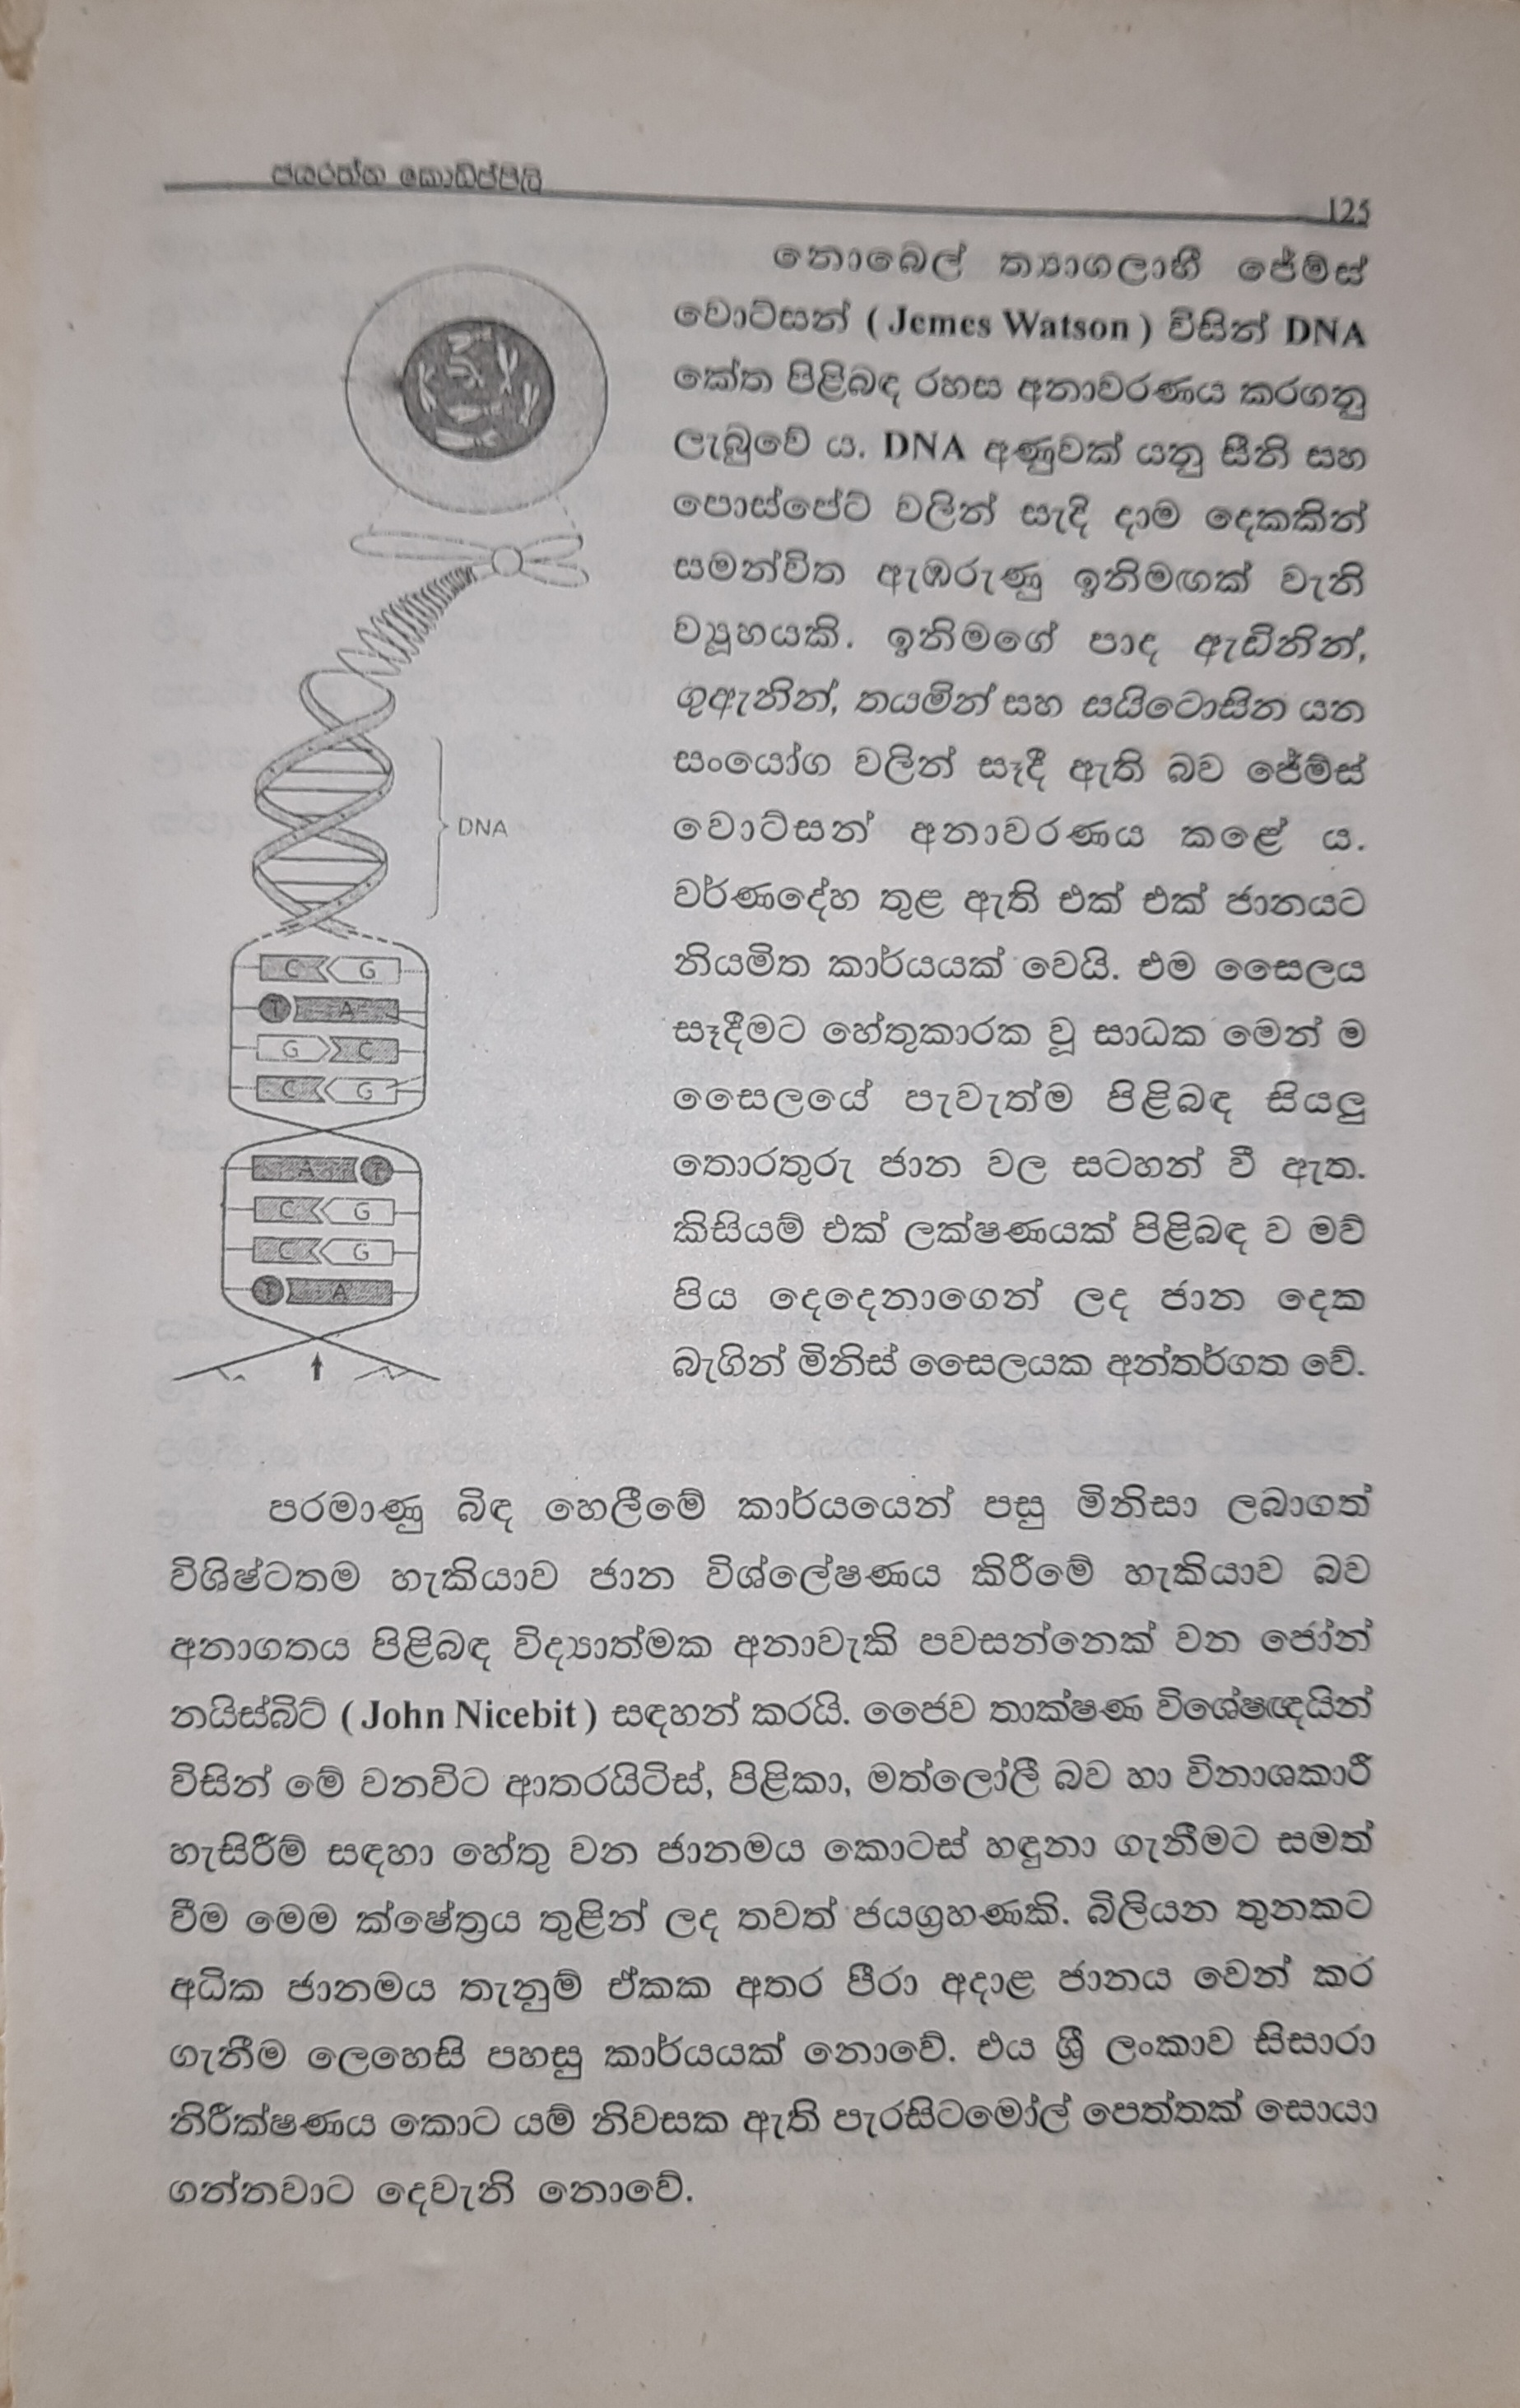 ජයරත්න කොඩිප්පිලි
125
නොබෙල් ත්‍යාගලාභී ජේම්ස්
වොට්සන් ( Jemes Watson ) විසින් DNA
කේත පිළිබඳ රහස අනාවරණය කරගනු
ලැබුවේ ය. DNA අණුවක් යනු සීනි සහ
පොස්පේට් වලින් සැදි දාම දෙකකින්
සමන්විත ඇඹරුණු ඉනිමඟක් වැනි
ව්‍යූහයකි. ඉනිමගේ පාද ඇඩිනින්,
ගුඇනින්, තයමින් සහ සයිටොසින යන
සංයෝග වලින් සෑදී ඇති බව ජේම්ස්
වොට්සන් අනාවරණය කළේ ය.
වර්ණදේහ තුළ ඇති එක් එක් ජානයට
නියමිත කාර්යයක් වෙයි. එම සෛලය
සෑදීමට හේතුකාරක වූ සාධක මෙන් ම
සෛලයේ පැවැත්ම පිළිබඳ සියලු
තොරතුරු ජාන වල සටහන් වී ඇත.
කිසියම් එක් ලක්ෂණයක් පිළිබඳ ව මව්
පිය දෙදෙනාගෙන් ලද ජාන දෙක
බැගින් මිනිස් සෛලයක අන්තර්ගත වේ.
DNA
C G
T A
G C
C G
A T
C G
C G
T A
පරමාණු බිඳ හෙලීමේ කාර්යයෙන් පසු මිනිසා ලබාගත්
විශිෂ්ටතම හැකියාව ජාන විශ්ලේෂණය කිරීමේ හැකියාව බව
අනාගතය පිළිබඳ විද්‍යාත්මක අනාවැකි පවසන්නෙක් වන ජෝන්
නයිස්බිට් ( John Nicebit ) සඳහන් කරයි. ජෛව තාක්ෂණ විශේෂඥයින්
විසින් මේ වනවිට ආතරයිටිස්, පිළිකා, මත්ලෝලී බව හා විනාශකාරී
හැසිරීම් සඳහා හේතු වන ජානමය කොටස් හඳුනා ගැනීමට සමත්
වීම මෙම ක්ෂේත්‍රය තුළින් ලද තවත් ජයග්‍රහණකි. බිලියන තුනකට
අධික ජානමය තැනුම් ඒකක අතර පීරා අදාළ ජානය වෙන් කර
ගැනීම ලෙහෙසි පහසු කාර්යයක් නොවේ. එය ශ්‍රී ලංකාව සිසාරා
නිරීක්ෂණය කොට යම් නිවසක ඇති පැරසිටමෝල් පෙත්තක් සොයා
ගන්නවාට දෙවැනි නොවේ.